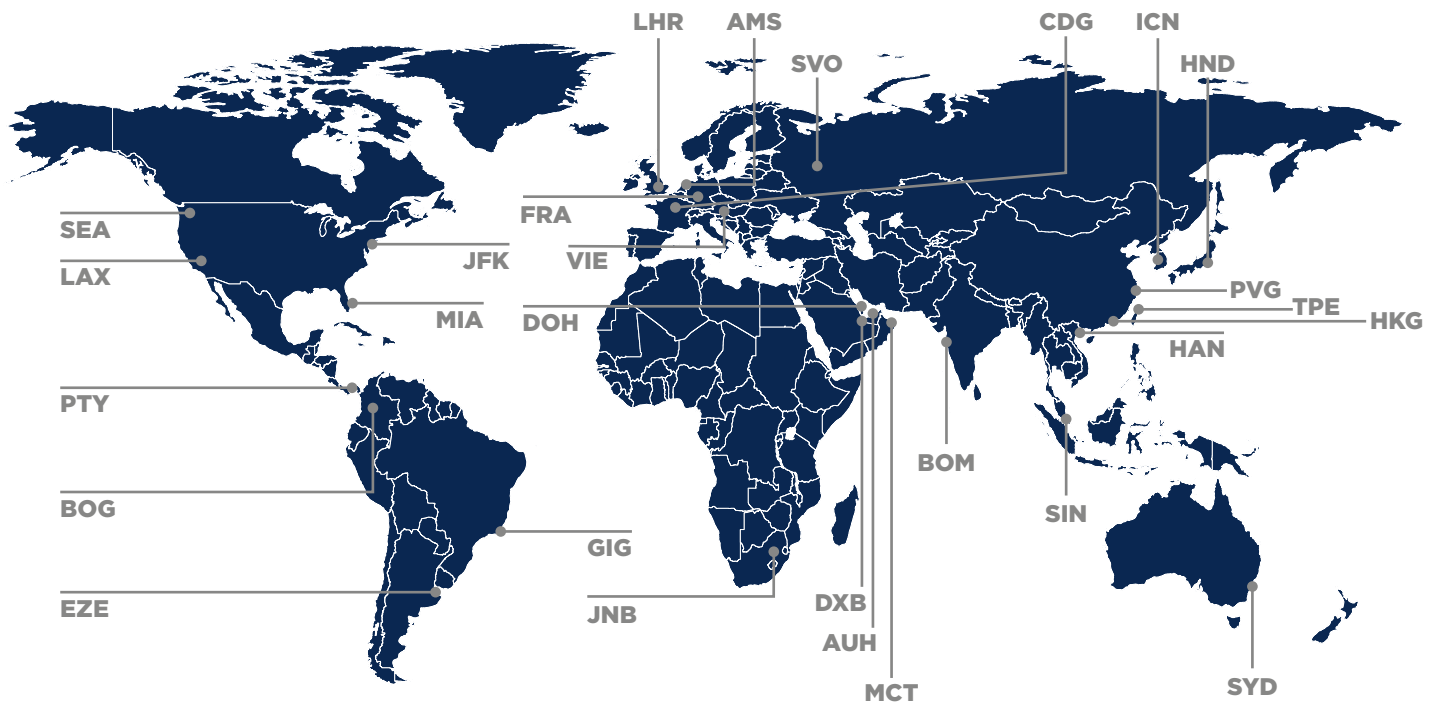 LHR
AMS
CDG
ICN
SVO
HND
FRA
SEA
JFK
VIE
LAX
PVG
TPE
MIA
DOH
HKG
HAN
PTY
BOM
BOG
SIN
GIG
DXB
EZE
JNB
AUH
SYD
MCT